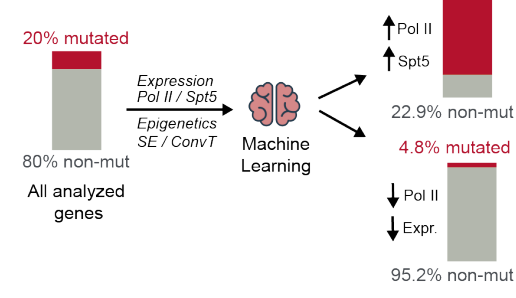 20% mutated
80% non-mut
All analyzed
genes
Expression
Pol II / Spt5
Epigenetics
SE / ConvT
Machine
Learning
Pol II
Spt5
22.9% non-mut
4.8% mutated
Pol II
Expr.
95.2% non-mut